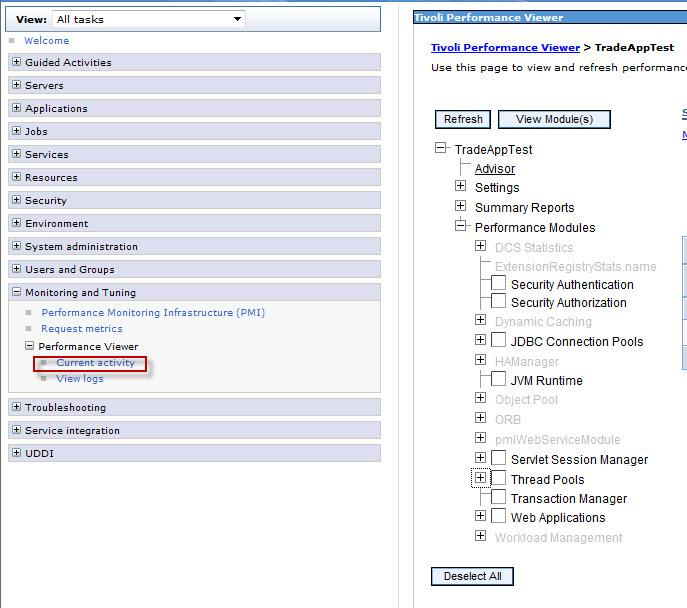 View: All tasks
Welcome
Guided Activities
Servers
Applications
Jobs
Services
Resources
Security
Environment
System administration
Users and Groups
Monitoring and Tuning
Performance Monitoring Infrastructure (PMI)
Request metrics
Performance Viewer
Current activity
View logs
Troubleshooting
Service integration
UDDI
Tivoli Performance Viewer
Tivoli Performance Viewer > TradeAppTest
Use this page to view and refresh performance
Refresh View Module(s)
TradeAppTest
Advisor
Settings
Summary Reports
Performance Modules
DCS Statistics
ExtensionRegistryStats.name
Security Authentication
Security Authorization
Dynamic Caching
JDBC Connection Pools
HAManager
JVM Runtime
Object Pool
ORB
pmiWebServiceModule
Servlet Session Manager
Thread Pools
Transaction Manager
Web Applications
Workload Management
Deselect All